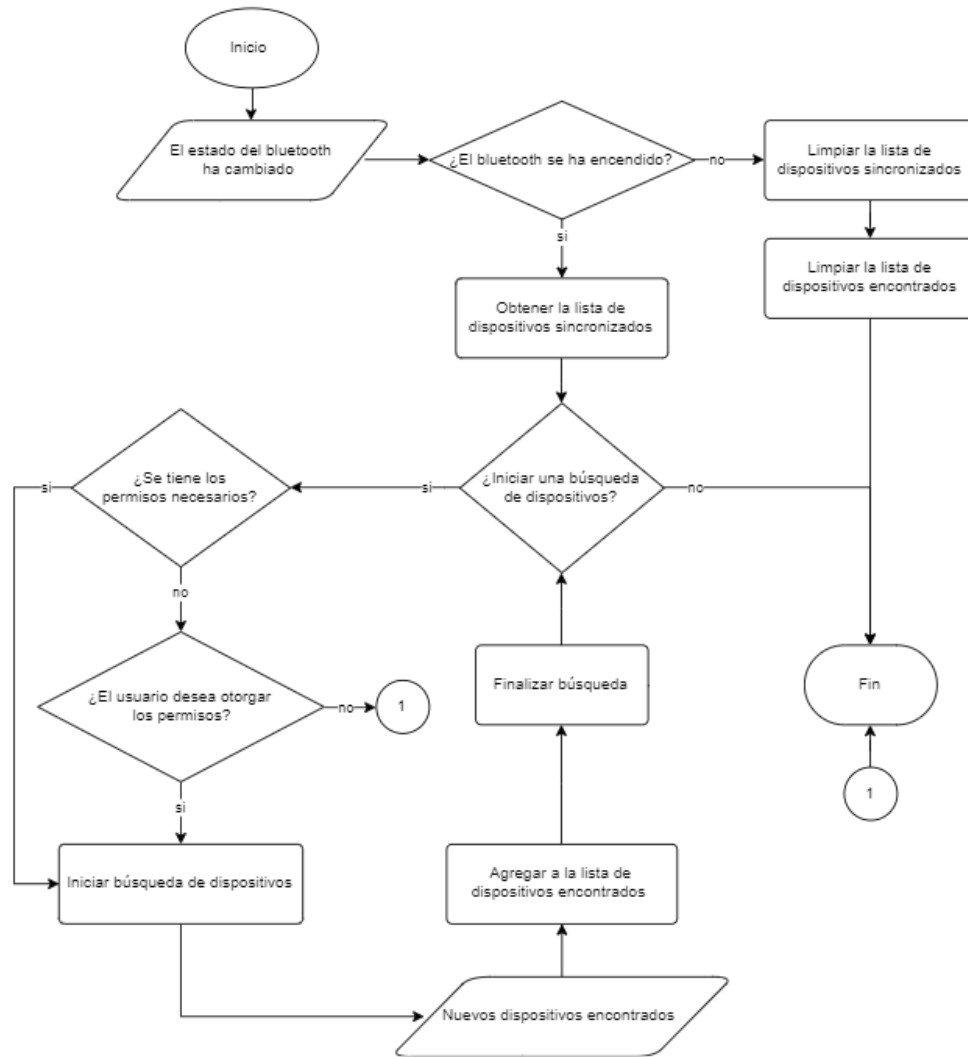 Inicio
El estado del bluetooth
ha cambiado
¿El bluetooth se ha encendido?
no
Limpiar la lista de
dispositivos sincronizados
si
Limpiar la lista de
dispositivos encontrados
Obtener la lista de
dispositivos sincronizados
¿Se tiene los
permisos necesarios?
¿Iniciar una búsqueda
de dispositivos?
si
si
no
no
¿El usuario desea otorgar
los permisos?
no
1
Finalizar búsqueda
Fin
1
si
Iniciar búsqueda de dispositivos
Agregar a la lista de
dispositivos encontrados
Nuevos dispositivos encontrados